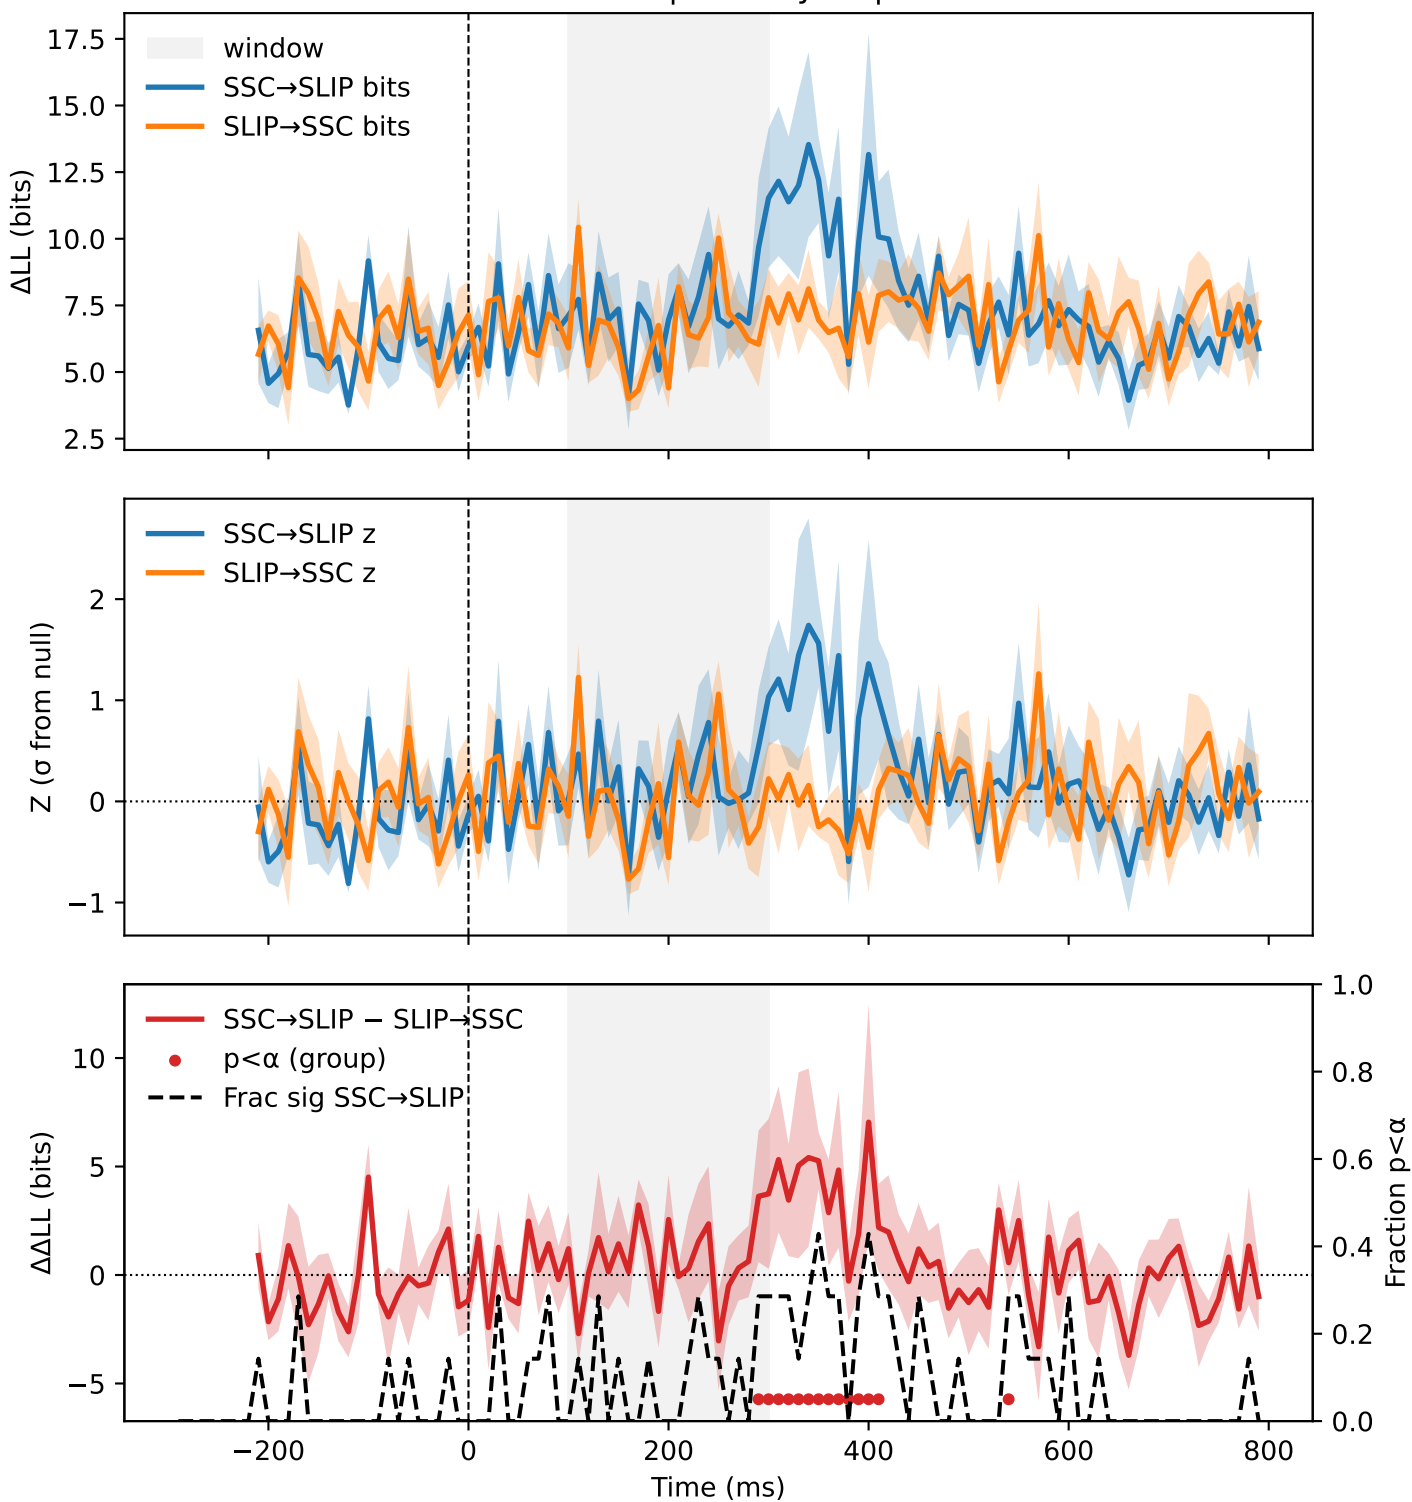 17.5
15.0
12.5
10.0
7.5
5.0
2.5
ΔLL (bits)
window
SSC→SLIP bits
SLIP→SSC bits
2
1
0
−1
Z (σ from null)
SSC→SLIP z
SLIP→SSC z
10
5
0
−5
ΔΔLL (bits)
SSC→SLIP − SLIP→SSC
p<α (group)
Frac sig SSC→SLIP
1.0
0.8
0.6
0.4
0.2
0.0
Fraction p<α
−200 0 200 400 600 800
Time (ms)